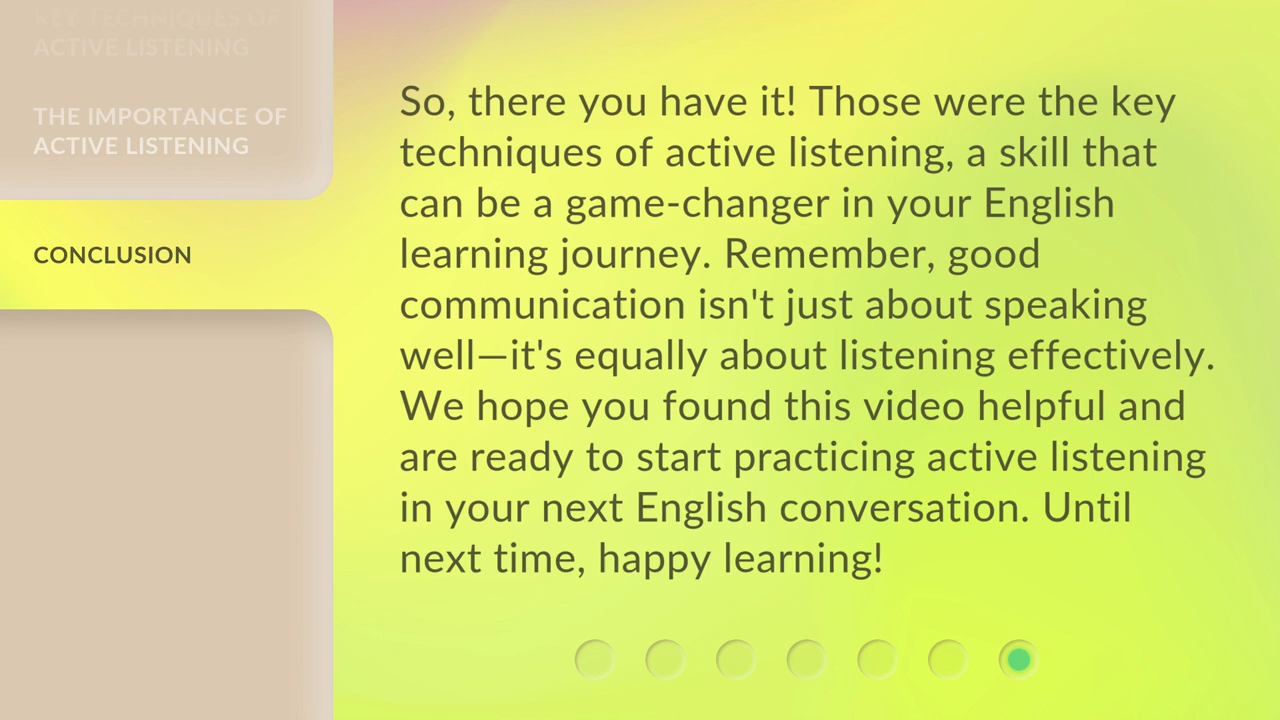 KEY TECHNIQUES OF
ACTIVE LISTENING
THE IMPORTANCE OF
ACTIVE LISTENING
CONCLUSION
So, there you have it! Those were the key
techniques of active listening, a skill that
can be a game-changer in your English
learning journey. Remember, good
communication isn't just about speaking
well—it's equally about listening effectively.
We hope you found this video helpful and
are ready to start practicing active listening
in your next English conversation. Until
next time, happy learning!